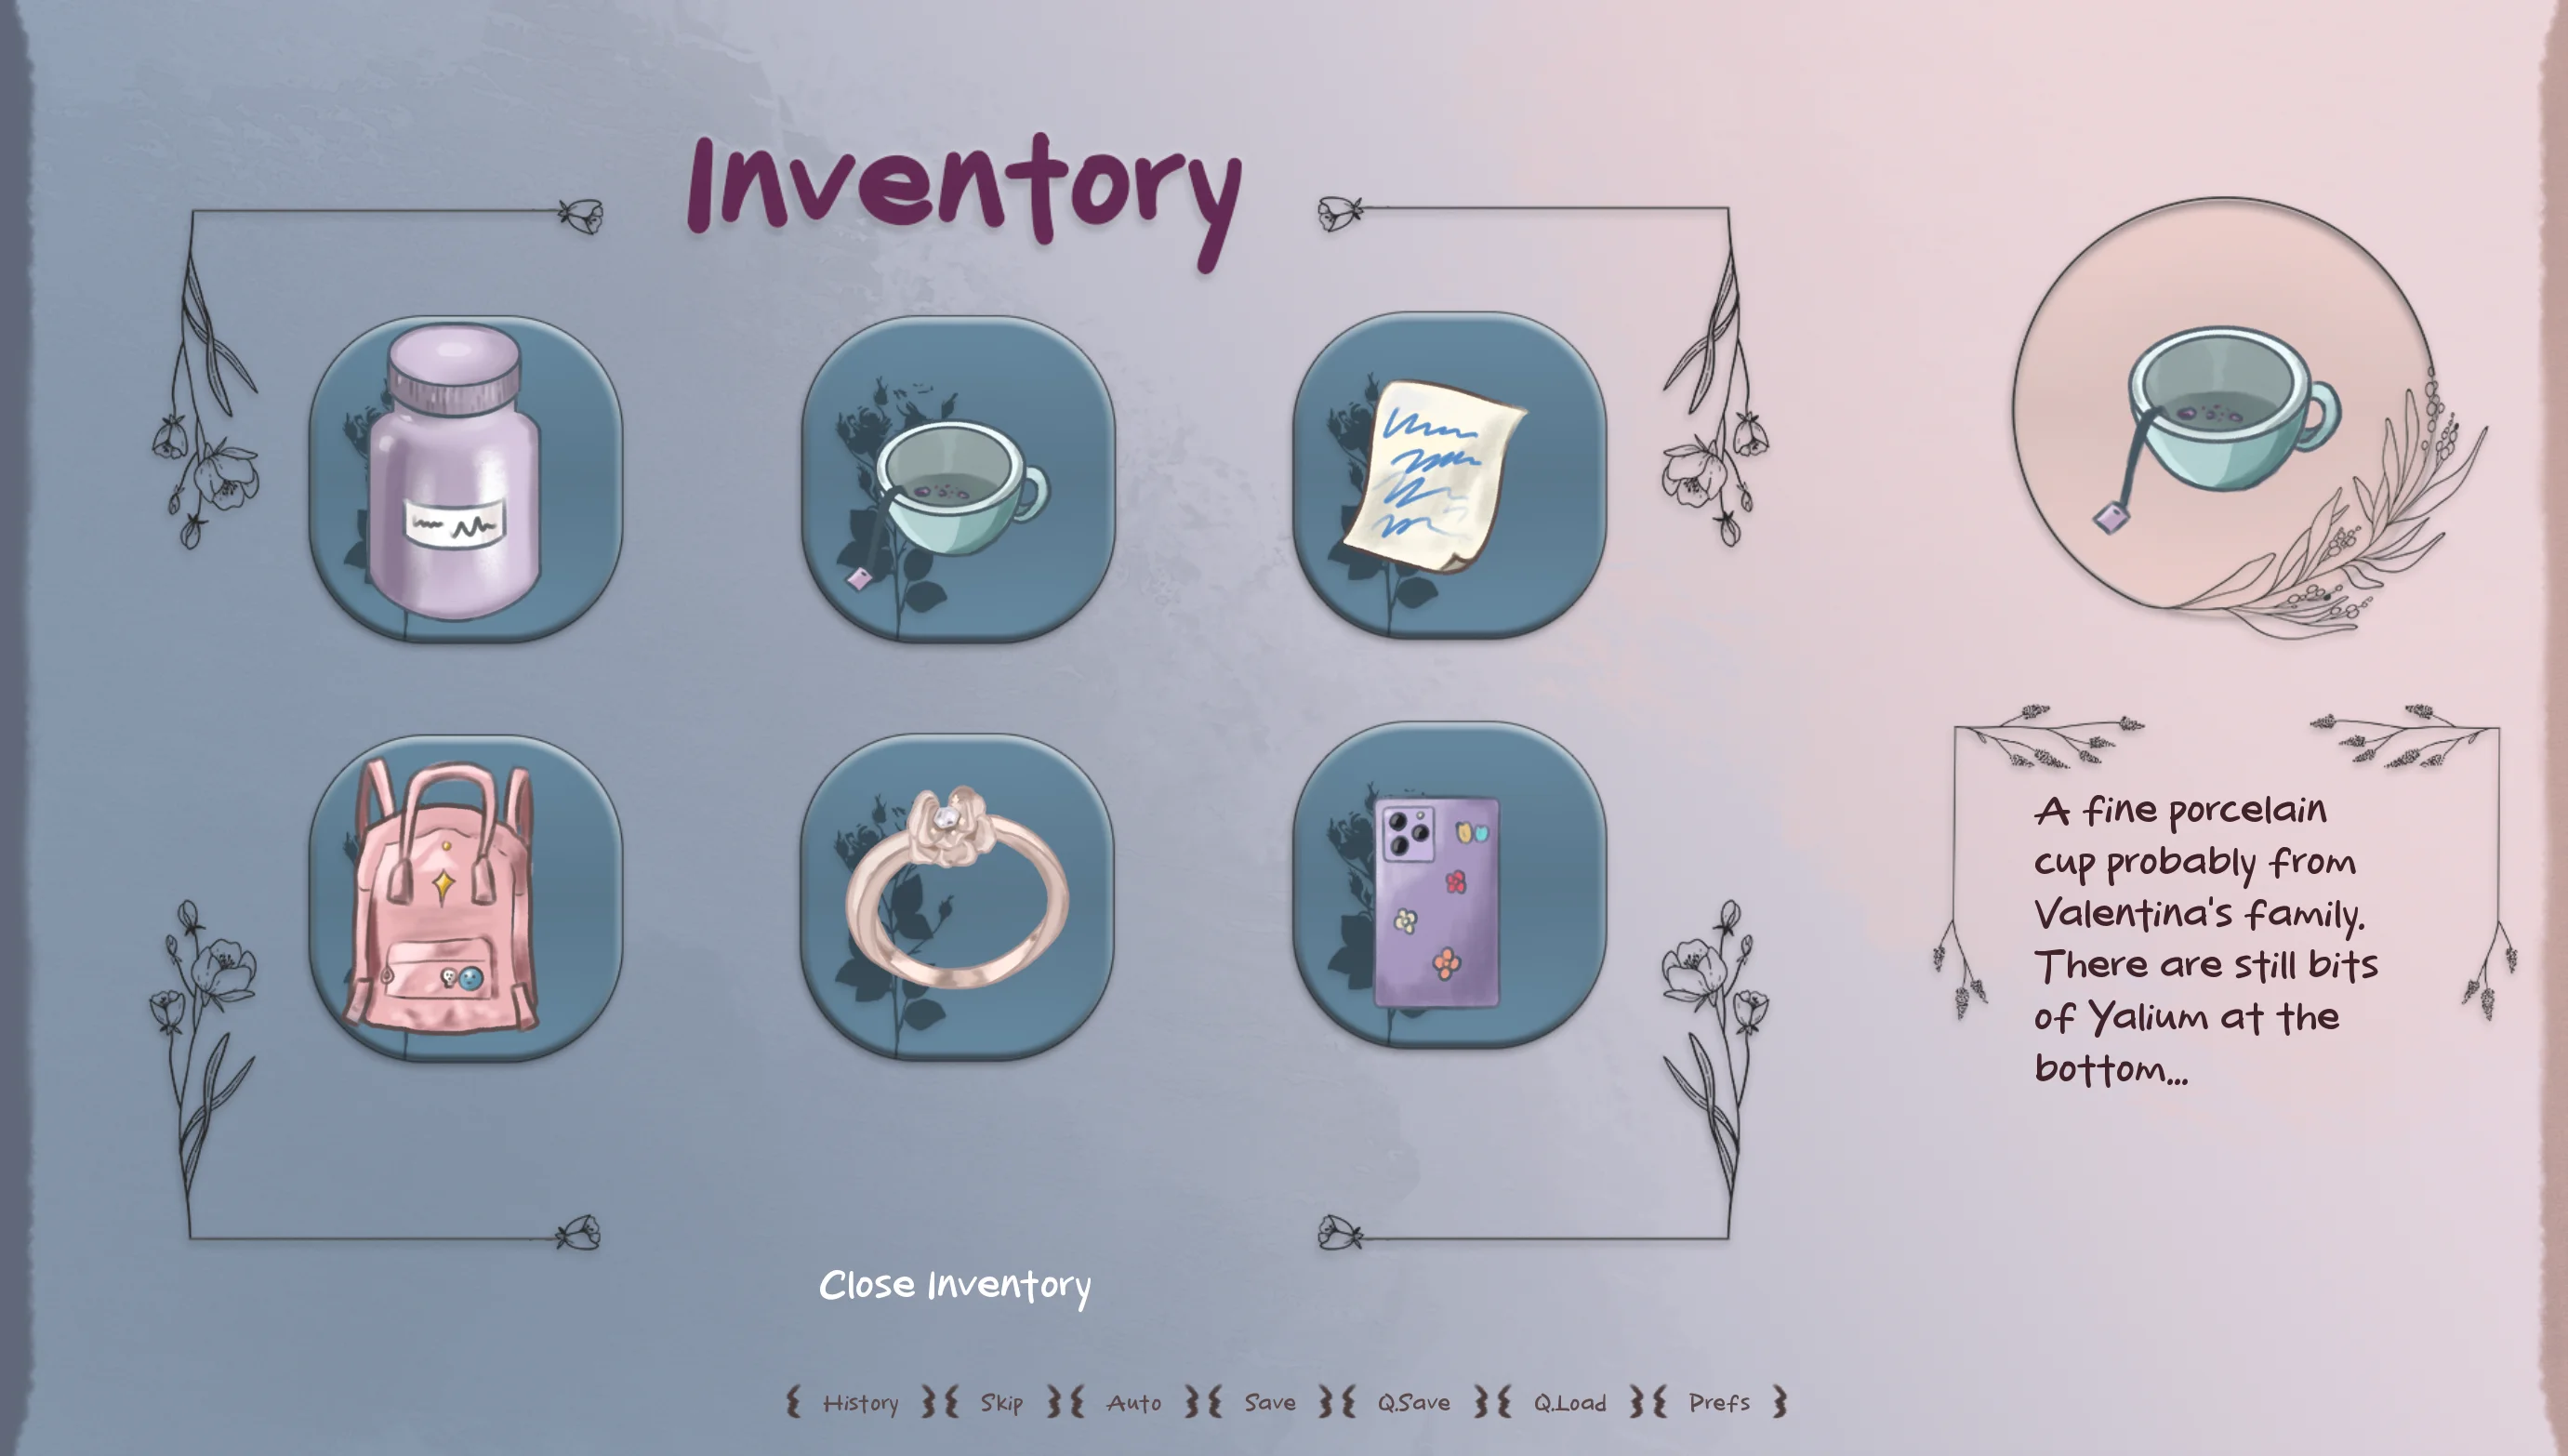 Inventory
A fine porcelain
cup probably from
Valentina's family.
There are still bits
of Yalium at the
bottom...
Close Inventory
History Skip Auto Save Q.Save Q.Load Prefs